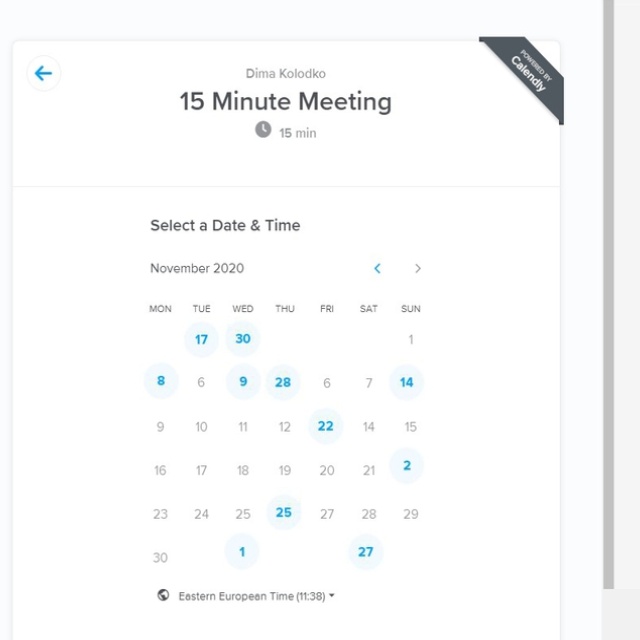 Dima Kolodko
POWERED BY
Calendly
15 Minute Meeting
15 min
Select a Date & Time
November 2020
MON TUE WED THU FRI SAT SUN
17 30 1
8 6 9 28 6 7 14
9 10 11 12 22 14 15
16 17 18 19 20 21 2
23 24 25 25 27 28 29
30 1 27
Eastern European Time (11:38)